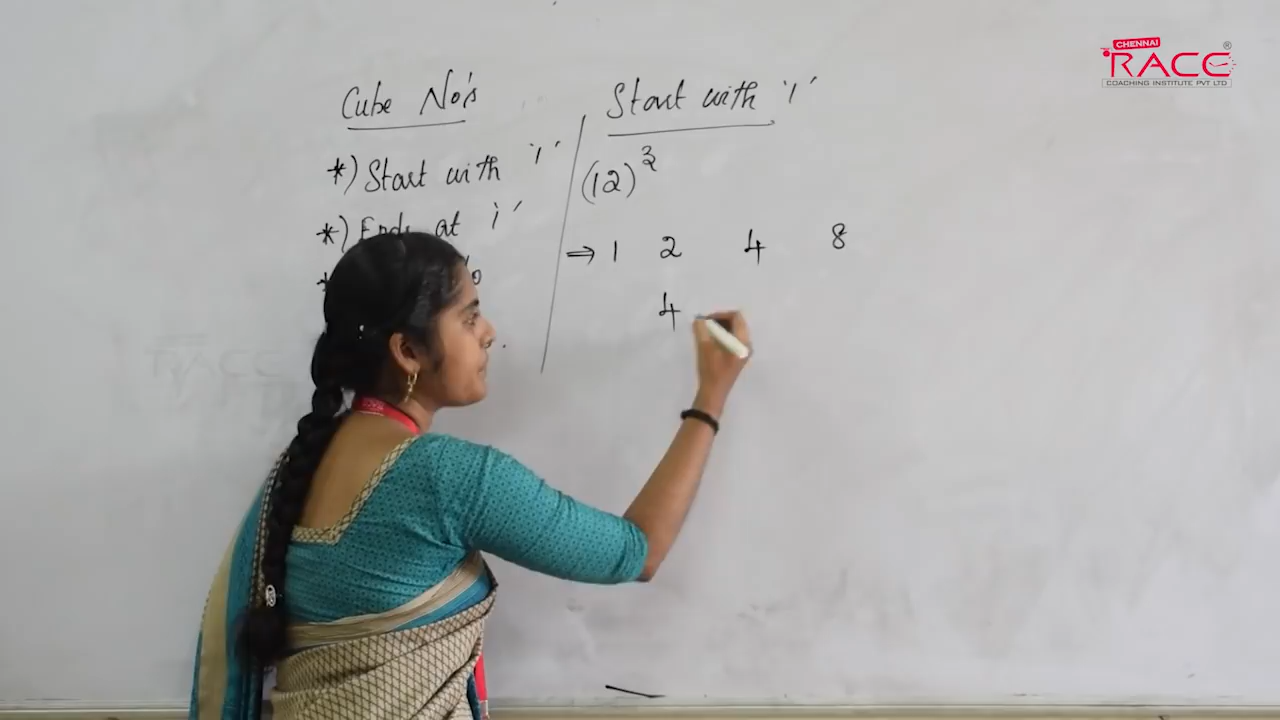 Cube No's
*) Start with '1'
*) Ends at '1'
*)
Start with '1'
(12)³
⇒ 1 2 4 8
4
CHENNAI
RACE
COACHING INSTITUTE PVT LTD